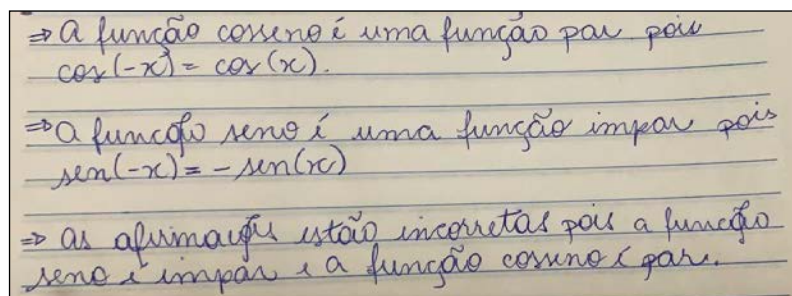 ⇒ A função cosseno é uma função par pois
cos(-x) = cos(x).
⇒ A função seno é uma função impar pois
sen(-x) = - sen(x)
⇒ as afirmações estão incorretas pois a função
seno é impar e a função cosseno é par.